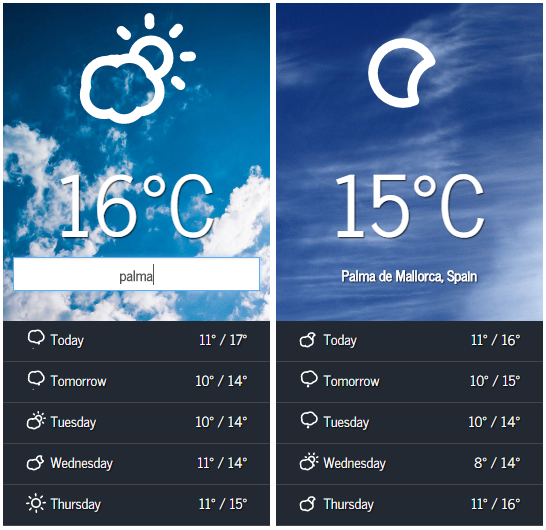 16°C
palma
Today 11° / 17°
Tomorrow 10° / 14°
Tuesday 10° / 14°
Wednesday 11° / 14°
Thursday 11° / 15°
15°C
Palma de Mallorca, Spain
Today 11° / 16°
Tomorrow 10° / 15°
Tuesday 10° / 14°
Wednesday 8° / 14°
Thursday 11° / 16°